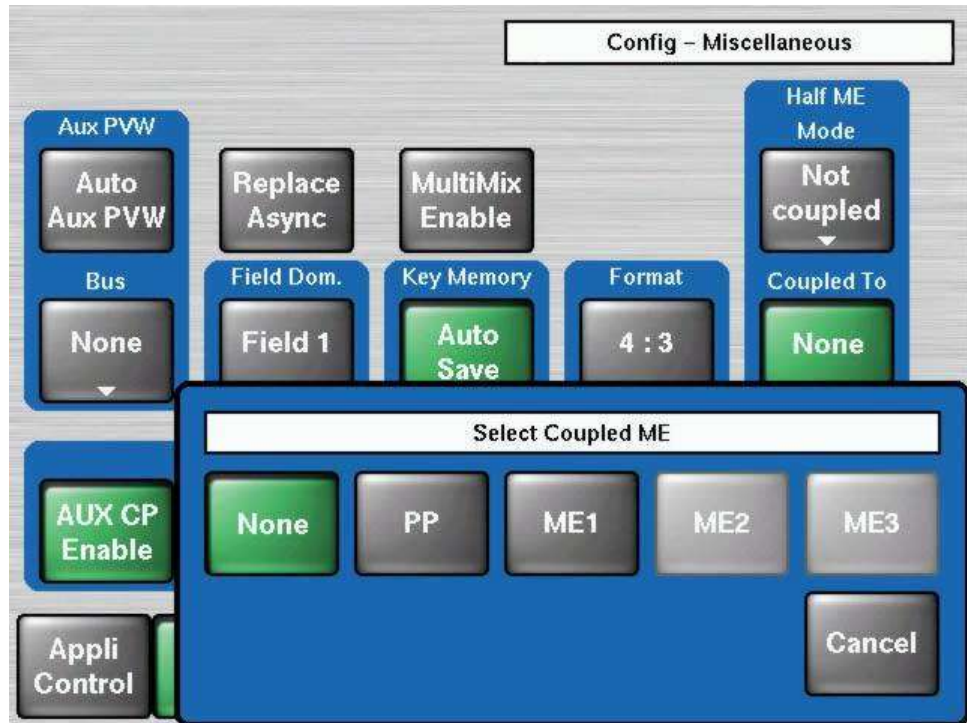 Config – Miscellaneous
Half ME
Mode
Aux PVW
Auto
Aux PVW
Replace
Async
MultiMix
Enable
Not
coupled
Bus
Field Dom.
Key Memory
Format
Coupled To
None
Field 1
Auto
Save
4 : 3
None
Select Coupled ME
AUX CP
Enable
None
PP
ME1
ME2
ME3
Appli
Control
Cancel